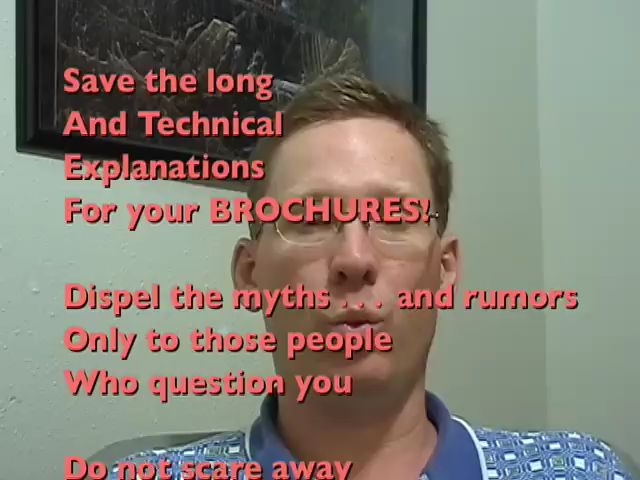 Save the long
And Technical
Explanations
For your BROCHURES!
Dispel the myths . . . and rumors
Only to those people
Who question you
Do not scare away